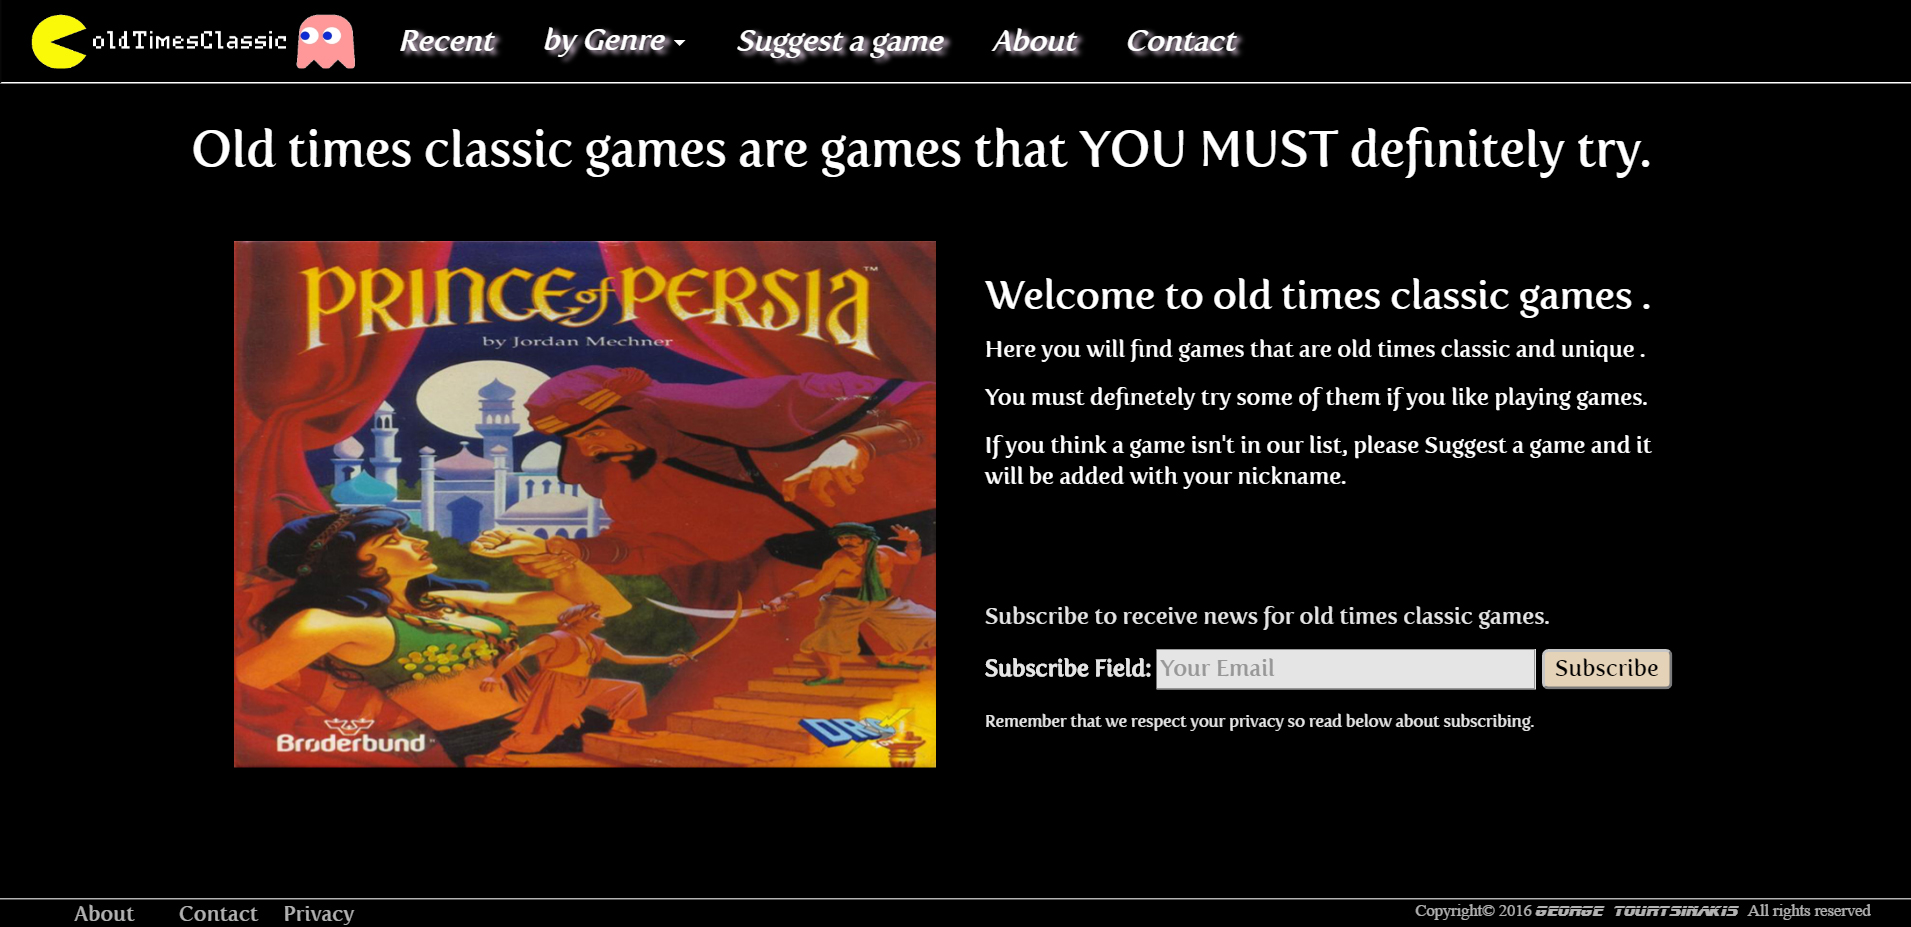 oldTimesClassic
Recent
by Genre
Suggest a game
About
Contact
Old times classic games are games that YOU MUST definitely try.
PRINCE of PERSIA™
by Jordan Mechner
Brøderbund
Welcome to old times classic games .
Here you will find games that are old times classic and unique .
You must definetely try some of them if you like playing games.
If you think a game isn't in our list, please Suggest a game and it
will be added with your nickname.
Subscribe to receive news for old times classic games.
Subscribe Field: Your Email Subscribe
Remember that we respect your privacy so read below about subscribing.
About Contact Privacy
Copyright© 2016 GEORGE TOURTSINAKIS All rights reserved